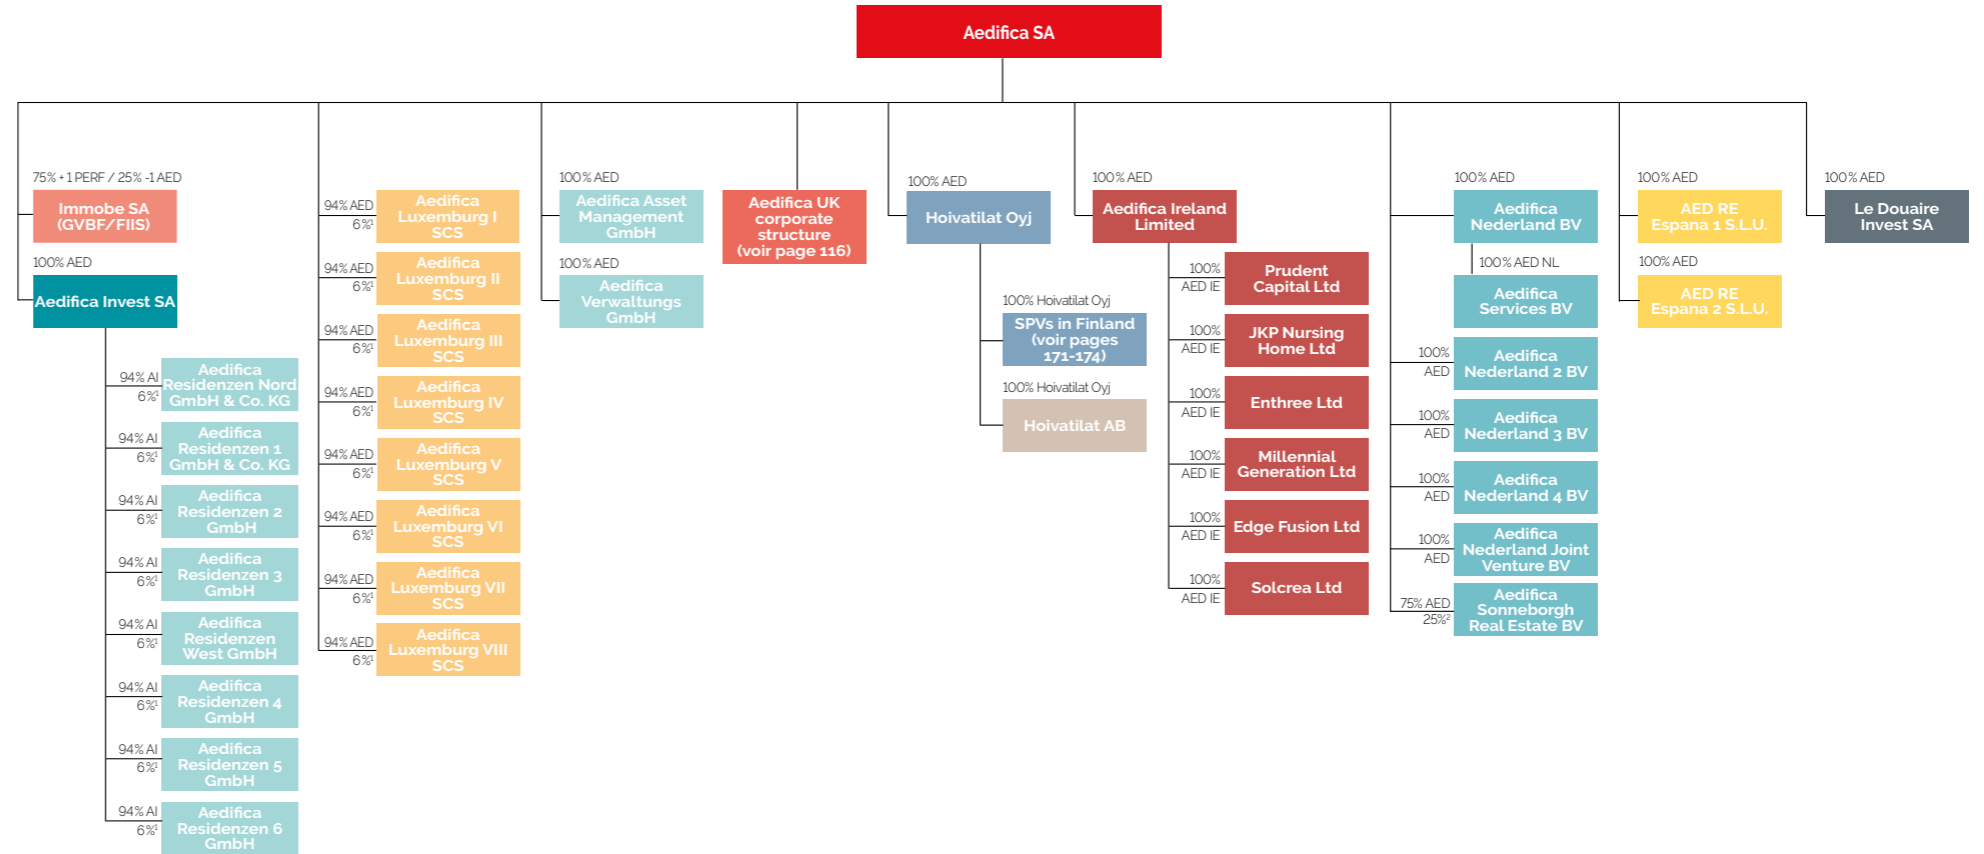 Aedifica SA
75% + 1 PERF / 25% -1 AED
Immobe SA
(GVBF/FIIS)
100% AED
Aedifica Invest SA
94% AI
6%¹
Aedifica
Residenzen Nord
GmbH & Co. KG
94% AI
6%¹
Aedifica
Residenzen 1
GmbH & Co. KG
94% AI
6%¹
Aedifica
Residenzen 2
GmbH
94% AI
6%¹
Aedifica
Residenzen 3
GmbH
94% AI
6%¹
Aedifica
Residenzen
West GmbH
94% AI
6%¹
Aedifica
Residenzen 4
GmbH
94% AI
6%¹
Aedifica
Residenzen 5
GmbH
94% AI
6%¹
Aedifica
Residenzen 6
GmbH
94% AED
6%¹
Aedifica
Luxemburg I
SCS
94% AED
6%¹
Aedifica
Luxemburg II
SCS
94% AED
6%¹
Aedifica
Luxemburg III
SCS
94% AED
6%¹
Aedifica
Luxemburg IV
SCS
94% AED
6%¹
Aedifica
Luxemburg V
SCS
94% AED
6%¹
Aedifica
Luxemburg VI
SCS
94% AED
6%¹
Aedifica
Luxemburg VII
SCS
94% AED
6%¹
Aedifica
Luxemburg VIII
SCS
100% AED
Aedifica Asset
Management
GmbH
100% AED
Aedifica
Verwaltungs
GmbH
Aedifica UK
corporate
structure
(voir page 116)
100% AED
Hoivatilat Oyj
100% Hoivatilat Oyj
SPVs in Finland
(voir pages
171-174)
100% Hoivatilat Oyj
Hoivatilat AB
100% AED
Aedifica Ireland
Limited
100%
AED IE
Prudent
Capital Ltd
100%
AED IE
JKP Nursing
Home Ltd
100%
AED IE
Enthree Ltd
100%
AED IE
Millennial
Generation Ltd
100%
AED IE
Edge Fusion Ltd
100%
AED IE
Solcrea Ltd
100% AED
Aedifica
Nederland BV
100% AED NL
Aedifica
Services BV
100%
AED
Aedifica
Nederland 2 BV
100%
AED
Aedifica
Nederland 3 BV
100%
AED
Aedifica
Nederland 4 BV
100%
AED
Aedifica
Nederland Joint
Venture BV
75% AED
25%²
Aedifica
Sonneborgh
Real Estate BV
100% AED
AED RE
Espana 1 S.L.U.
100% AED
AED RE
Espana 2 S.L.U.
100% AED
Le Douaire
Invest SA